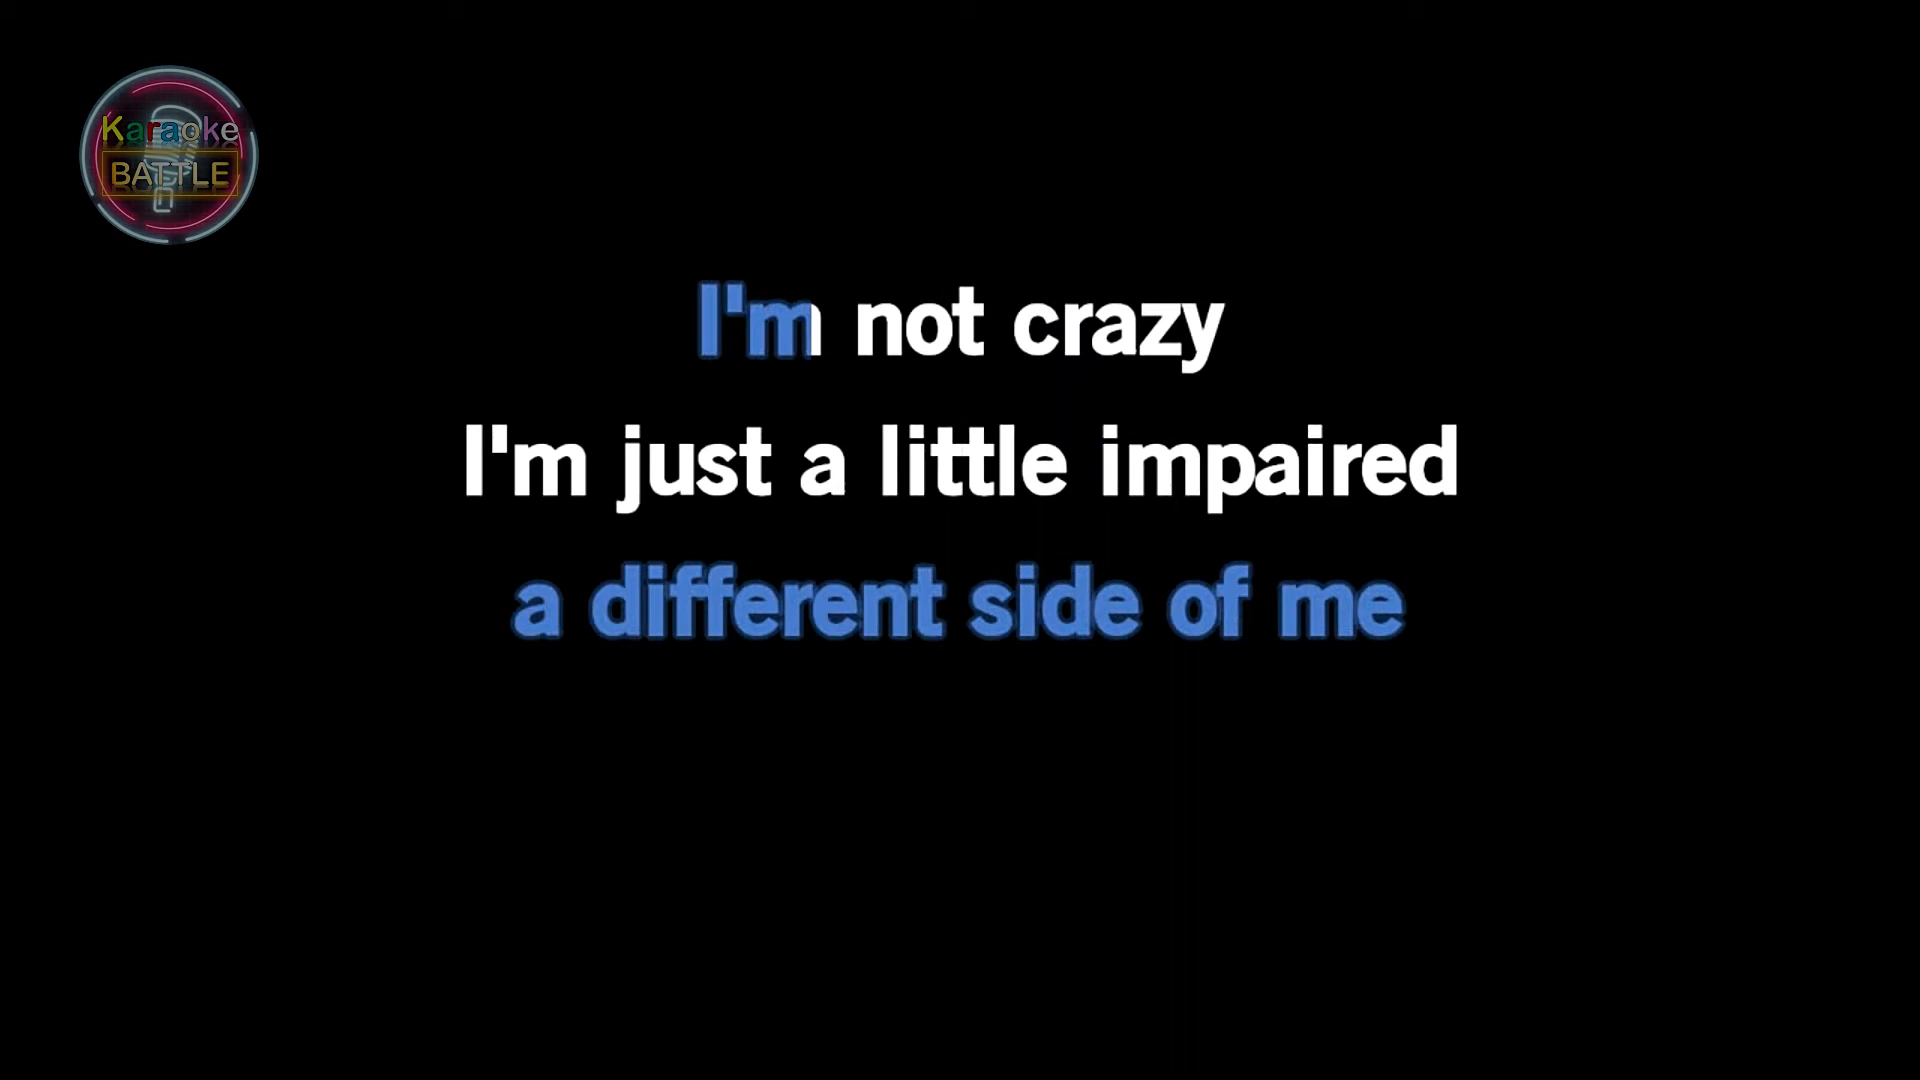 Karaoke
BATTLE
I'm not crazy
I'm just a little impaired
a different side of me